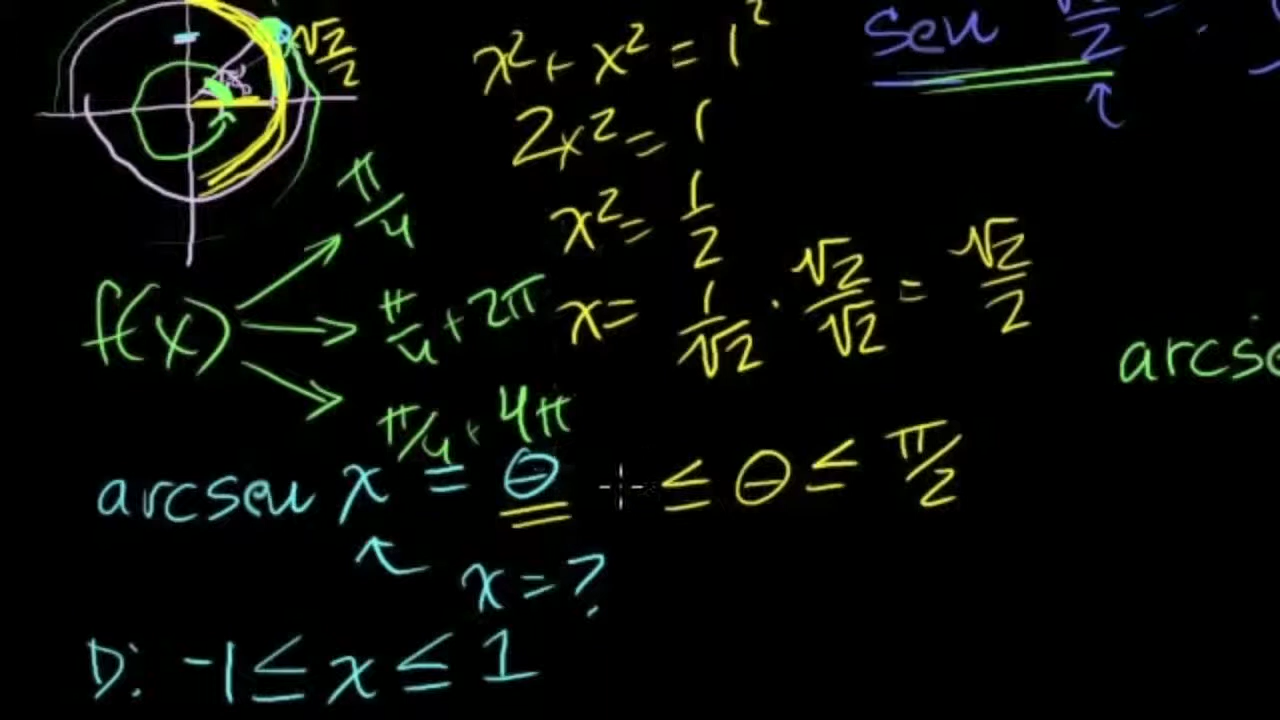 √2/2
x² + x² = 1²
sen √2/2 =
2x² = 1
π/4
x² = 1/2
f(x)
π/4 + 2π
x = 1/√2 · √2/√2 = √2/2
arcse
π/4 + 4π
arcsen x = θ ≤ θ ≤ π/2
x = ?
D: -1 ≤ x ≤ 1